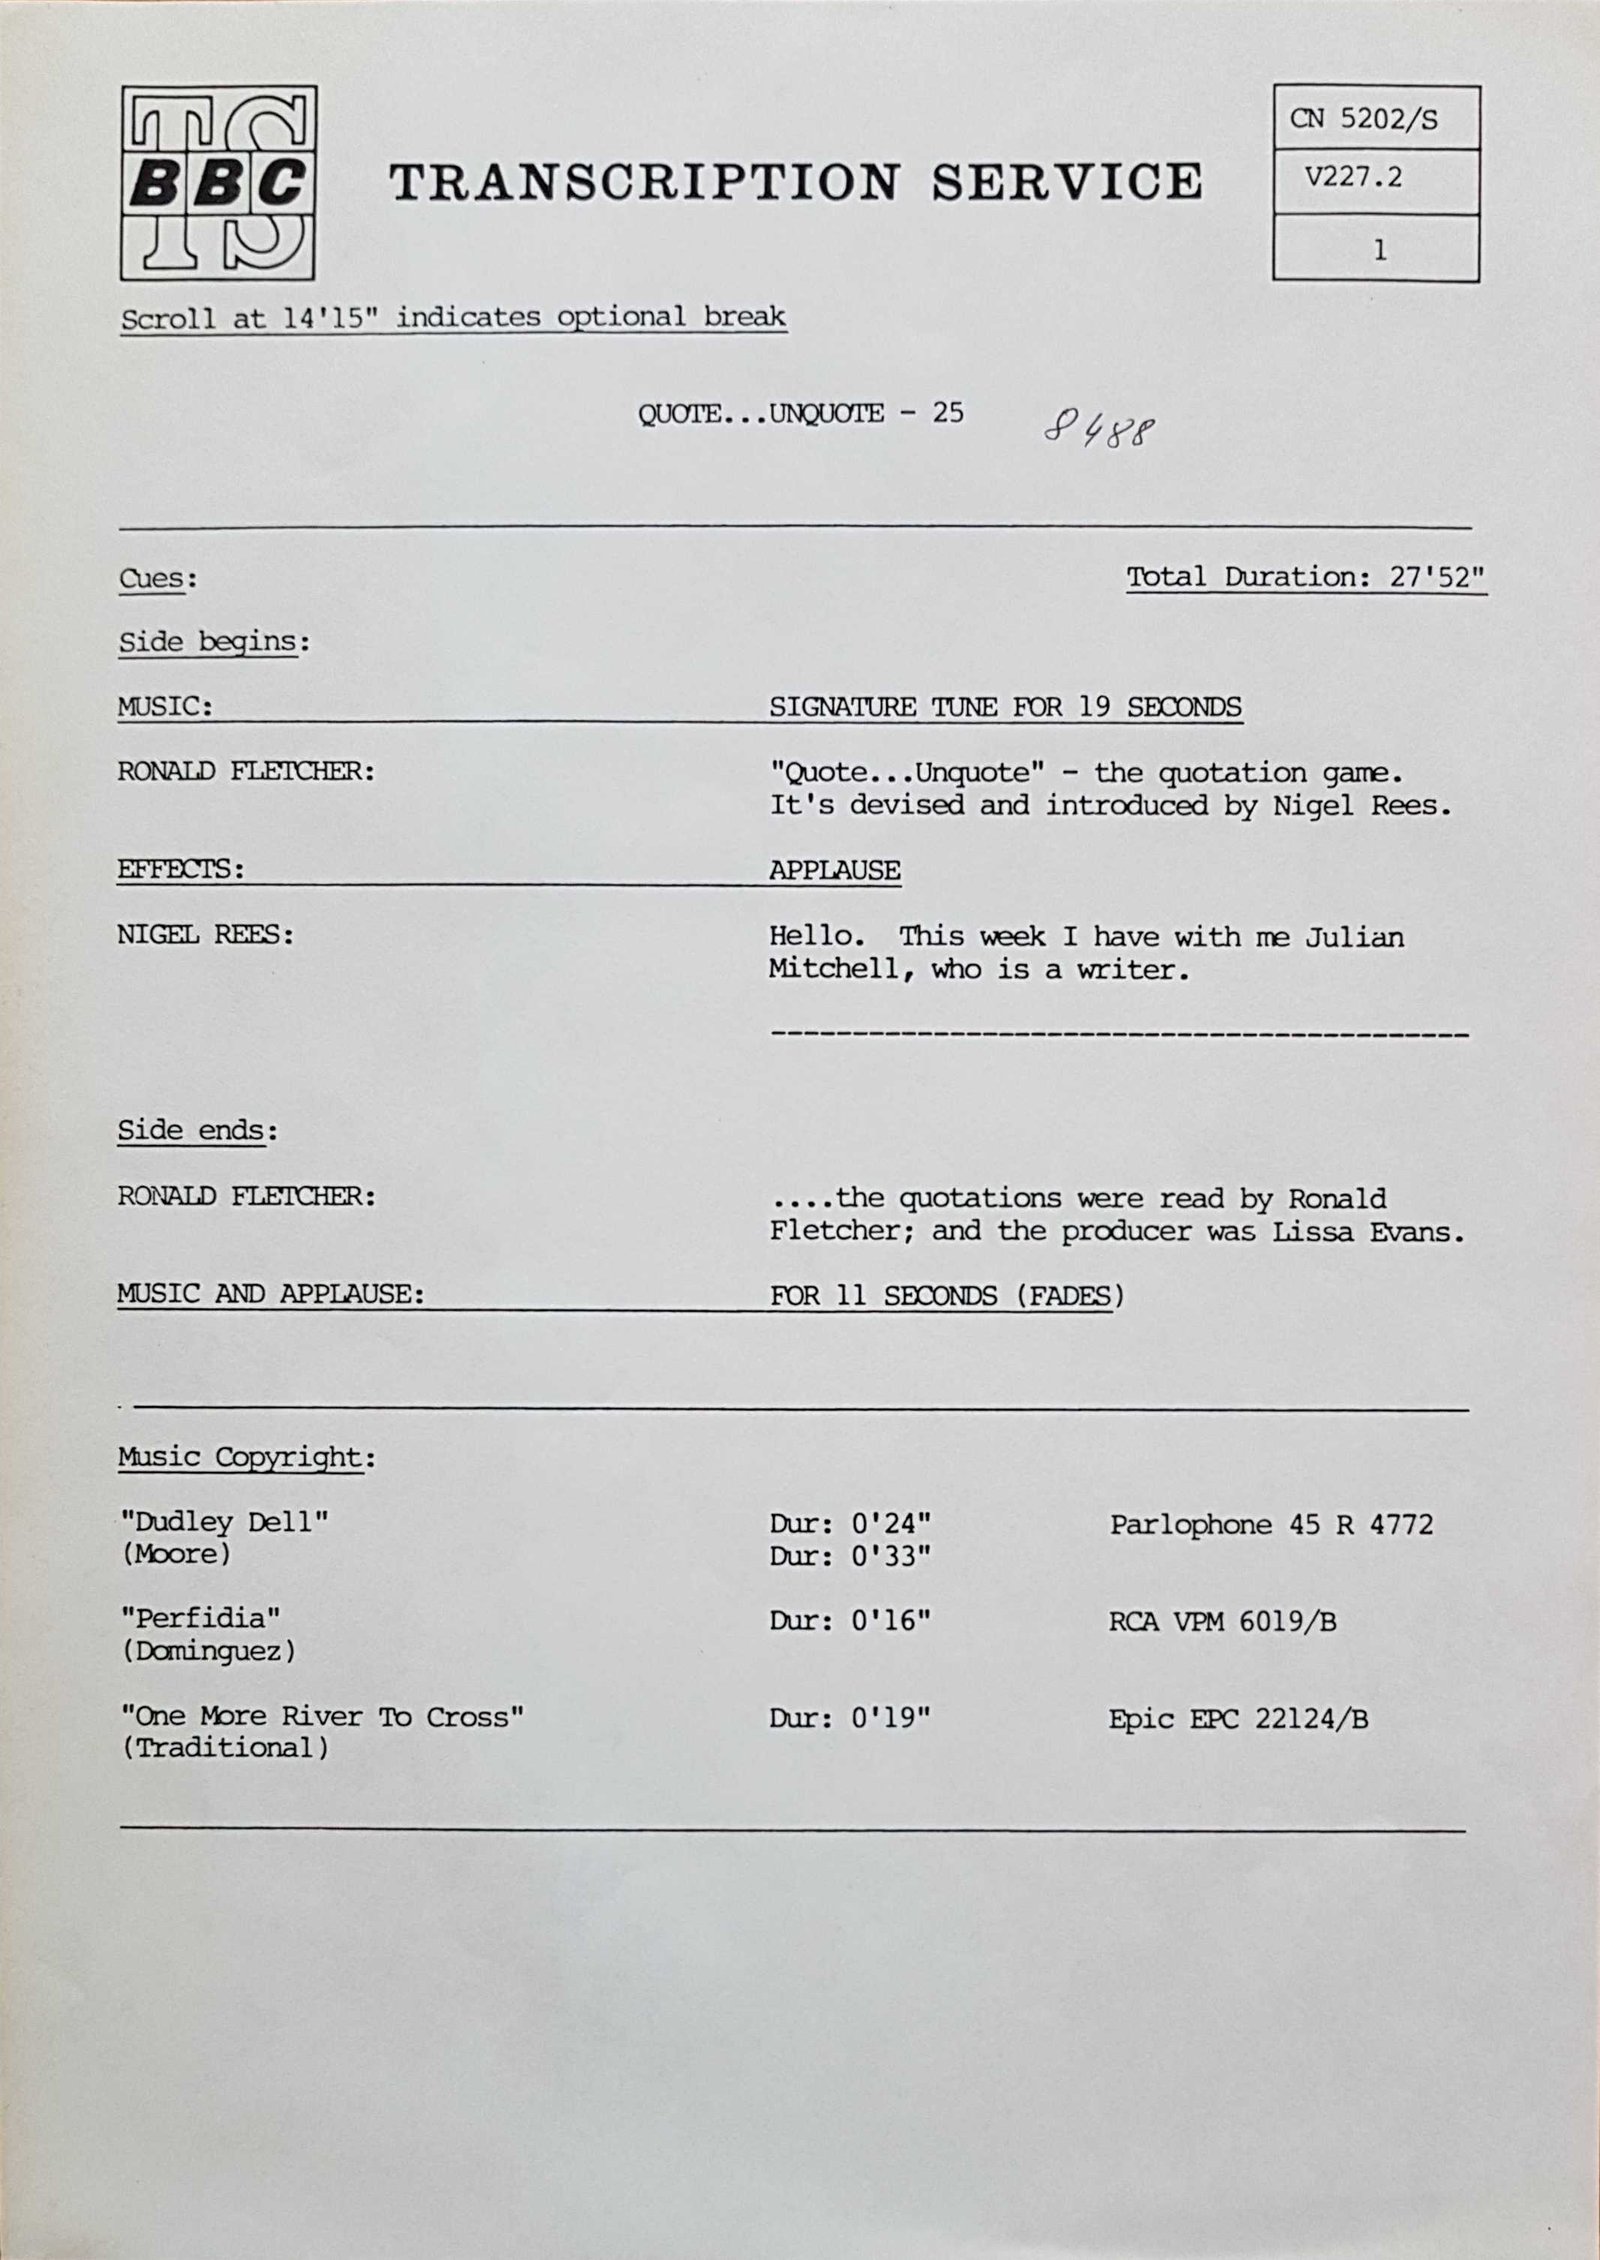 TS
BBC
TS
TRANSCRIPTION SERVICE
CN 5202/S
V227.2
1
Scroll at 14'15" indicates optional break
QUOTE...UNQUOTE - 25 8488
Cues: Total Duration: 27'52"
Side begins:
MUSIC: SIGNATURE TUNE FOR 19 SECONDS
RONALD FLETCHER: "Quote...Unquote" - the quotation game.
It's devised and introduced by Nigel Rees.
EFFECTS: APPLAUSE
NIGEL REES: Hello. This week I have with me Julian
Mitchell, who is a writer.
-------------------------------------------
Side ends:
RONALD FLETCHER: ....the quotations were read by Ronald
Fletcher; and the producer was Lissa Evans.
MUSIC AND APPLAUSE: FOR 11 SECONDS (FADES)
Music Copyright:
"Dudley Dell" Dur: 0'24" Parlophone 45 R 4772
(Moore) Dur: 0'33"
"Perfidia" Dur: 0'16" RCA VPM 6019/B
(Dominguez)
"One More River To Cross" Dur: 0'19" Epic EPC 22124/B
(Traditional)